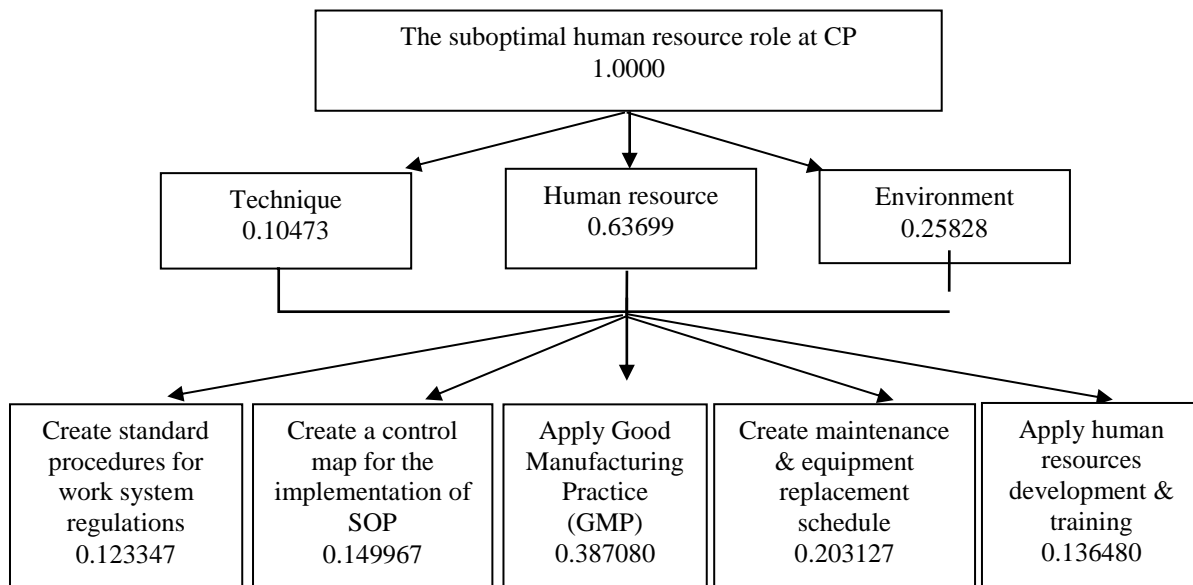 The suboptimal human resource role at CP
1.0000
Technique
0.10473
Human resource
0.63699
Environment
0.25828
Create standard
procedures for
work system
regulations
0.123347
Create a control
map for the
implementation of
SOP
0.149967
Apply Good
Manufacturing
Practice
(GMP)
0.387080
Create maintenance
& equipment
replacement
schedule
0.203127
Apply human
resources
development &
training
0.136480